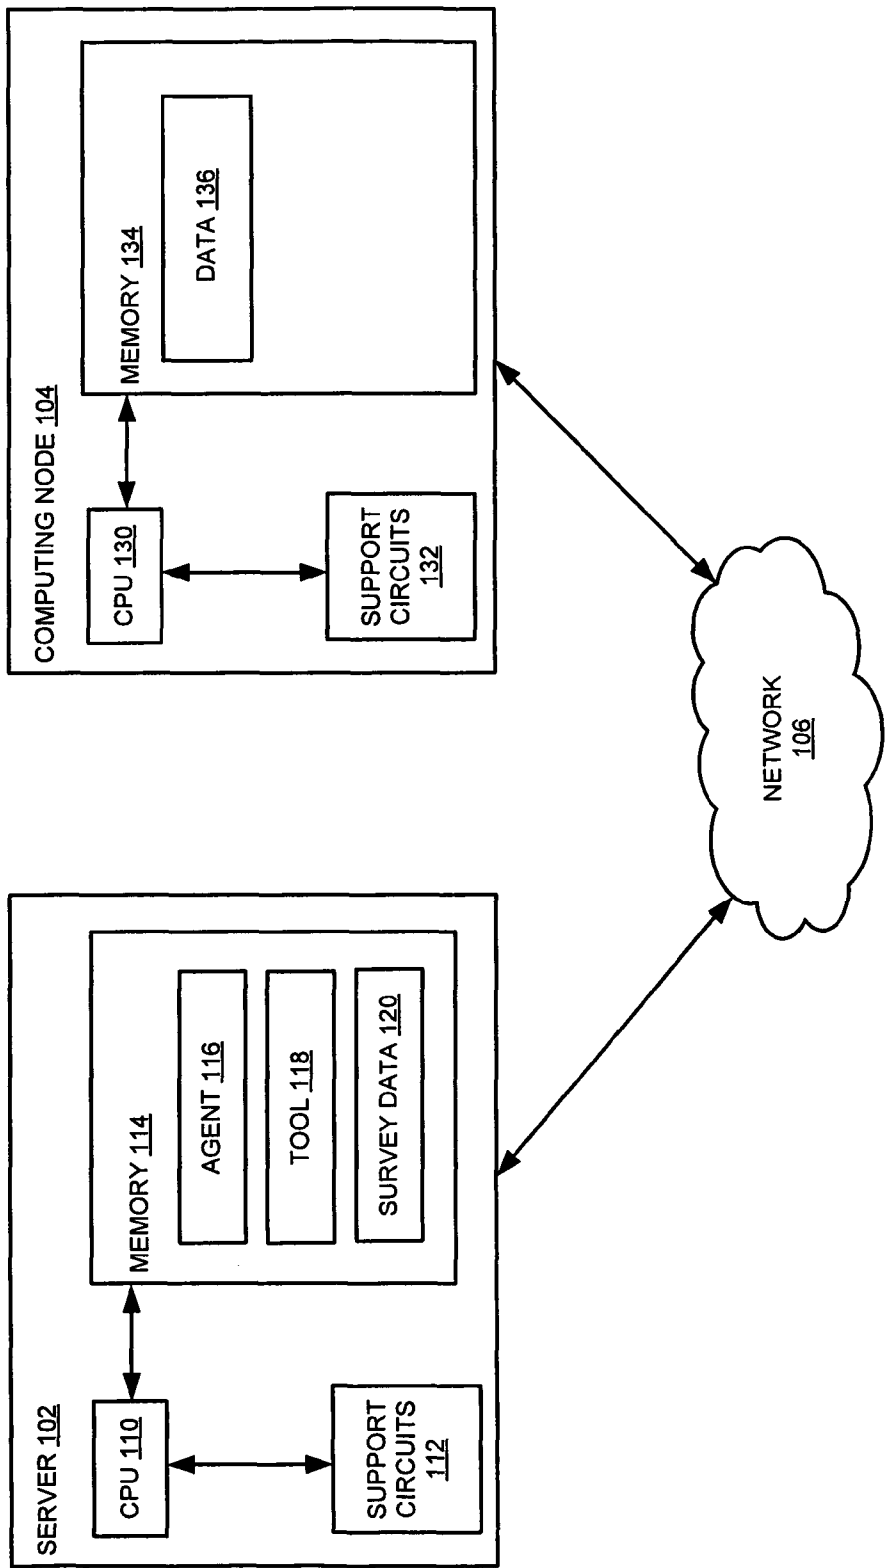 SERVER 102
CPU 110
SUPPORT
CIRCUITS
112
MEMORY 114
AGENT 116
TOOL 118
SURVEY DATA 120
COMPUTING NODE 104
CPU 130
SUPPORT
CIRCUITS
132
MEMORY 134
DATA 136
NETWORK
106